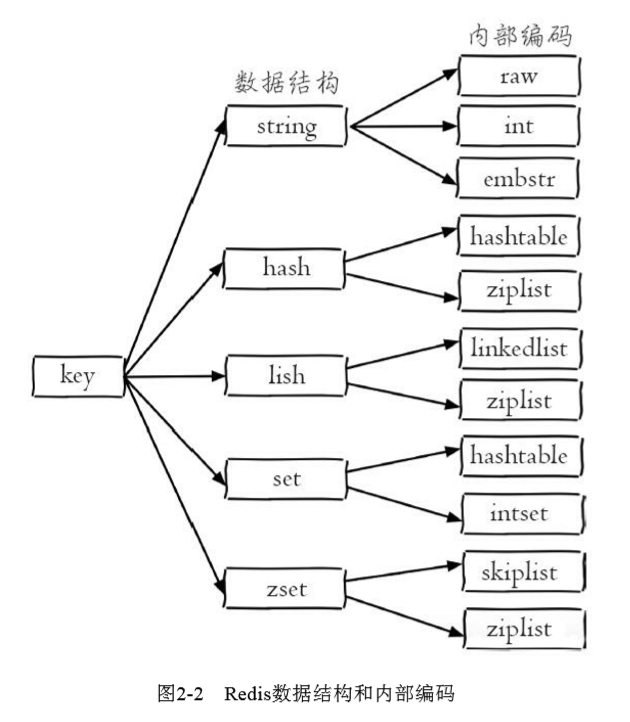 内部编码
数据结构
raw
string
int
embstr
hashtable
hash
ziplist
linkedlist
key
lish
ziplist
hashtable
set
intset
skiplist
zset
ziplist
图2-2 Redis数据结构和内部编码